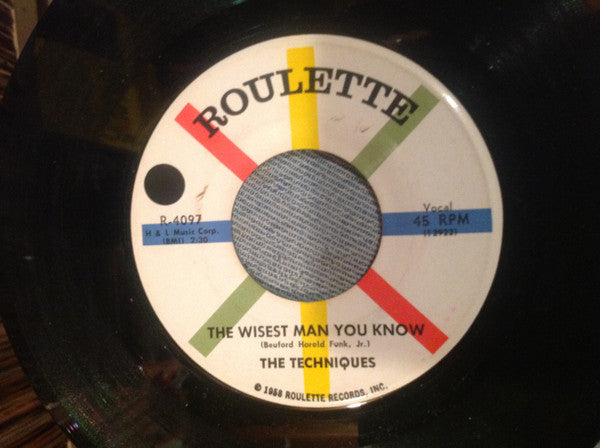 ROULETTE
R-4097
H & L Music Corp.
(BMI) 2:30
Vocal
45 RPM
(12923)
THE WISEST MAN YOU KNOW
(Beuford Harold Funk, Jr.)
THE TECHNIQUES
© 1958 ROULETTE RECORDS, INC.